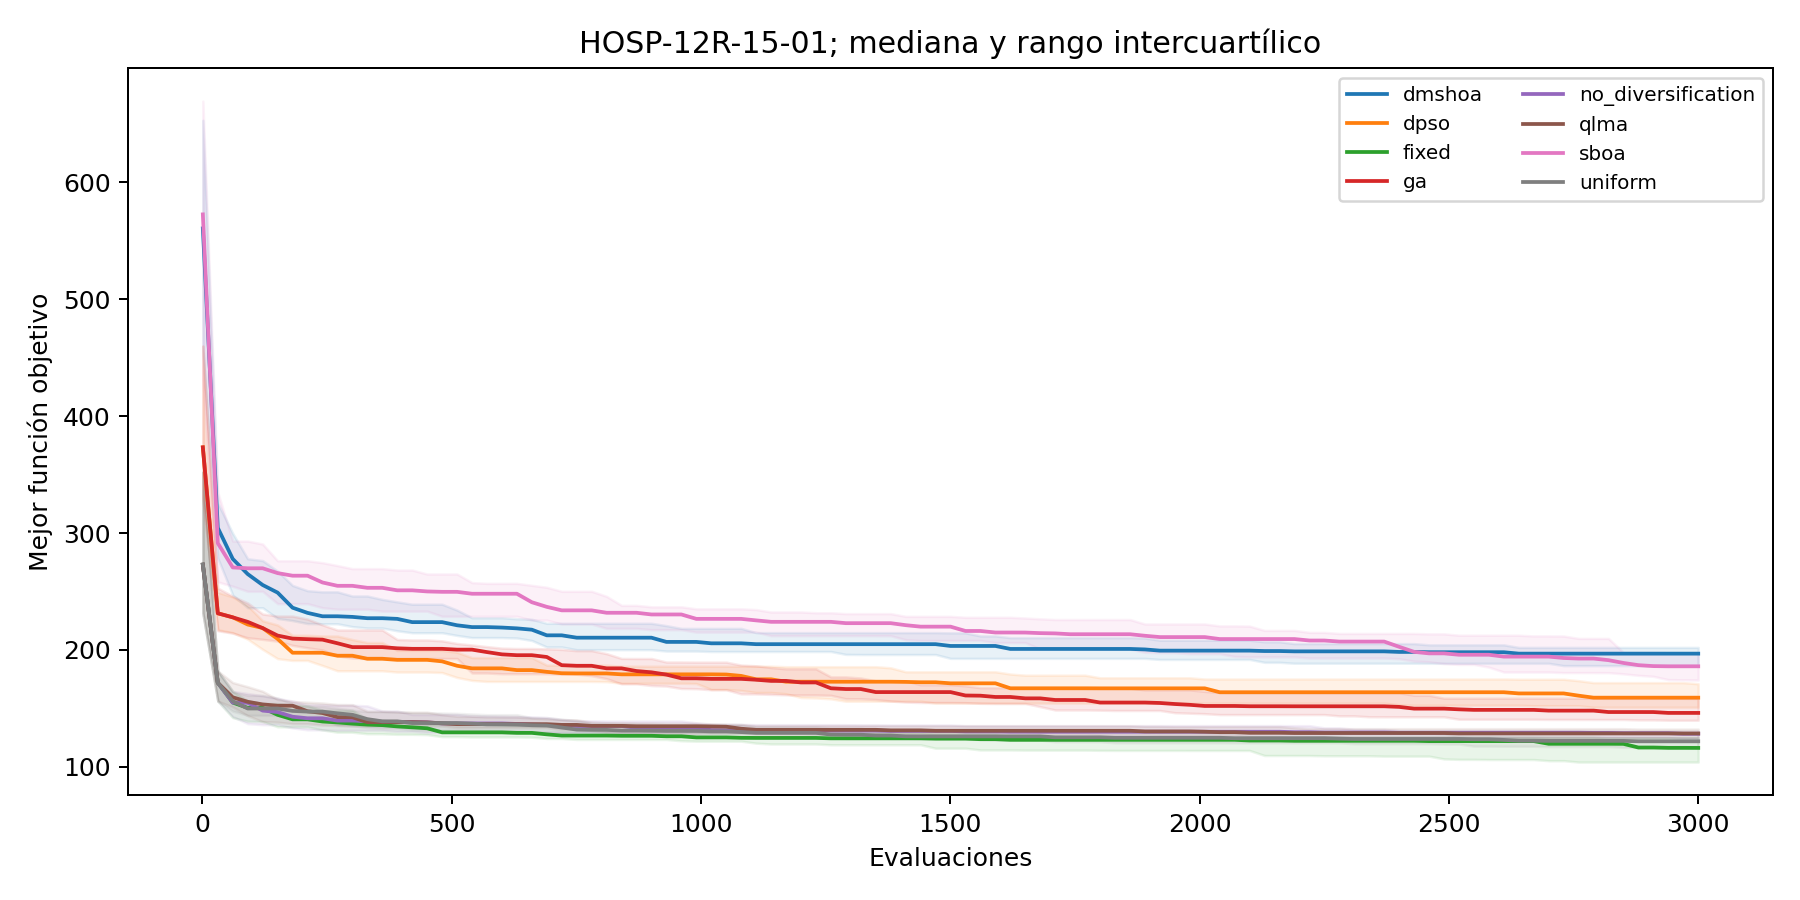 HOSP-12R-15-01; mediana y rango intercuartílico
Mejor función objetivo
600
500
400
300
200
100
dmshoa
dpso
fixed
ga
no_diversification
qlma
sboa
uniform
0
500
1000
1500
2000
2500
3000
Evaluaciones